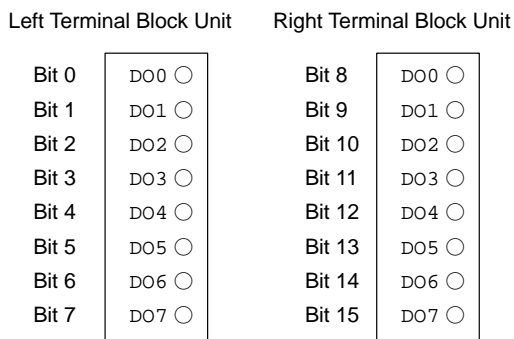 Left Terminal Block Unit Right Terminal Block Unit
Bit 0 DO0 Bit 8 DO0
Bit 1 DO1 Bit 9 DO1
Bit 2 DO2 Bit 10 DO2
Bit 3 DO3 Bit 11 DO3
Bit 4 DO4 Bit 12 DO4
Bit 5 DO5 Bit 13 DO5
Bit 6 DO6 Bit 14 DO6
Bit 7 DO7 Bit 15 DO7